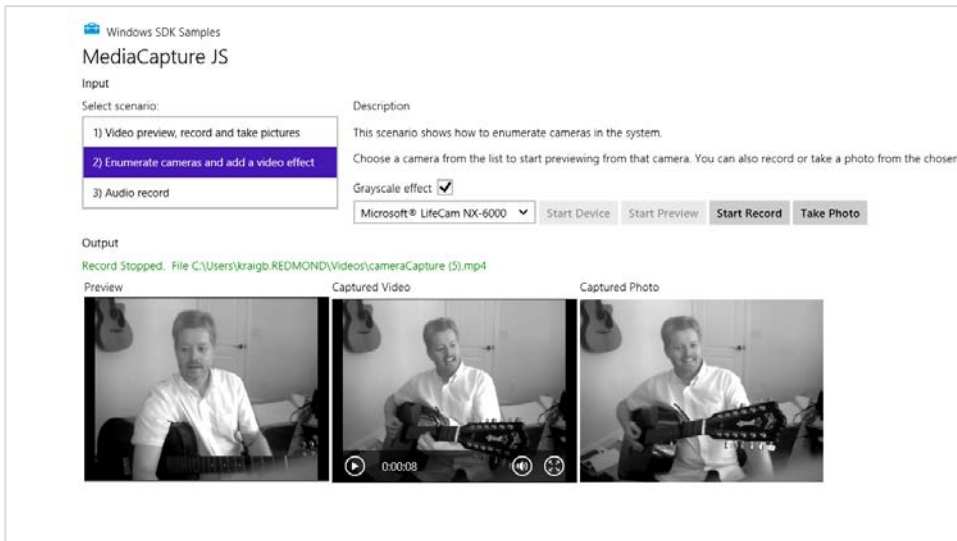 Windows SDK Samples
MediaCapture JS
Input
Select scenario:
1) Video preview, record and take pictures
2) Enumerate cameras and add a video effect
3) Audio record
Description
This scenario shows how to enumerate cameras in the system.
Choose a camera from the list to start previewing from that camera. You can also record or take a photo from the chosen
Grayscale effect
Microsoft® LifeCam NX-6000 Start Device Start Preview Start Record Take Photo
Output
Record Stopped. File C:\Users\kraigb.REDMOND\Videos\cameraCapture (5).mp4
Preview Captured Video Captured Photo
0:00:08